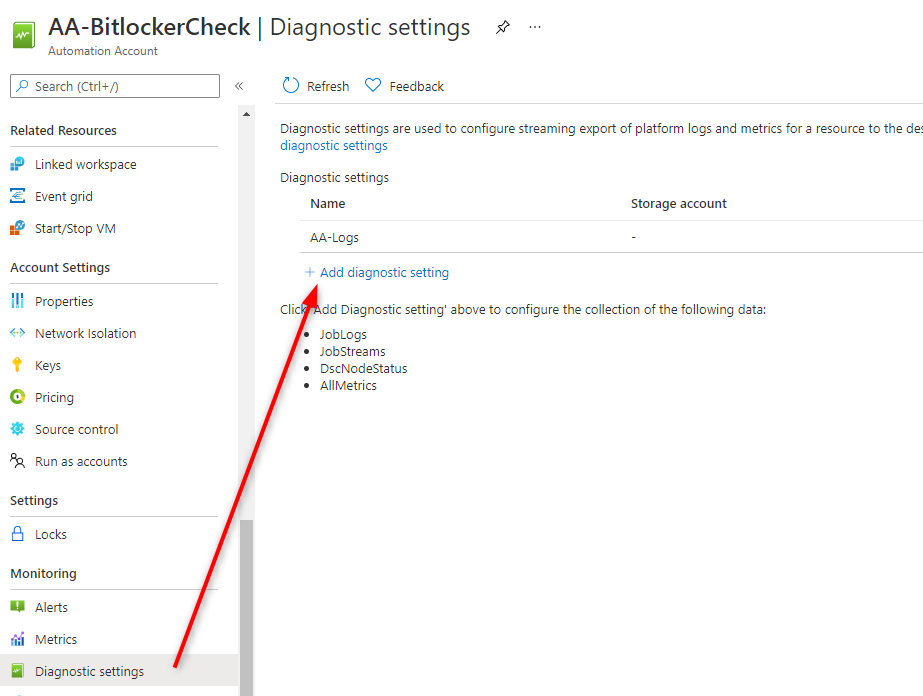 AA-BitlockerCheck | Diagnostic settings ...
Automation Account
Search (Ctrl+/)
«
Related Resources
Linked workspace
Event grid
Start/Stop VM
Account Settings
Properties
Network Isolation
Keys
Pricing
Source control
Run as accounts
Settings
Locks
Monitoring
Alerts
Metrics
Diagnostic settings
Refresh
Feedback
Diagnostic settings are used to configure streaming export of platform logs and metrics for a resource to the
diagnostic settings
Diagnostic settings
Name Storage account
AA-Logs -
+ Add diagnostic setting
Click 'Add Diagnostic setting' above to configure the collection of the following data:
• JobLogs
• JobStreams
• DscNodeStatus
• AllMetrics